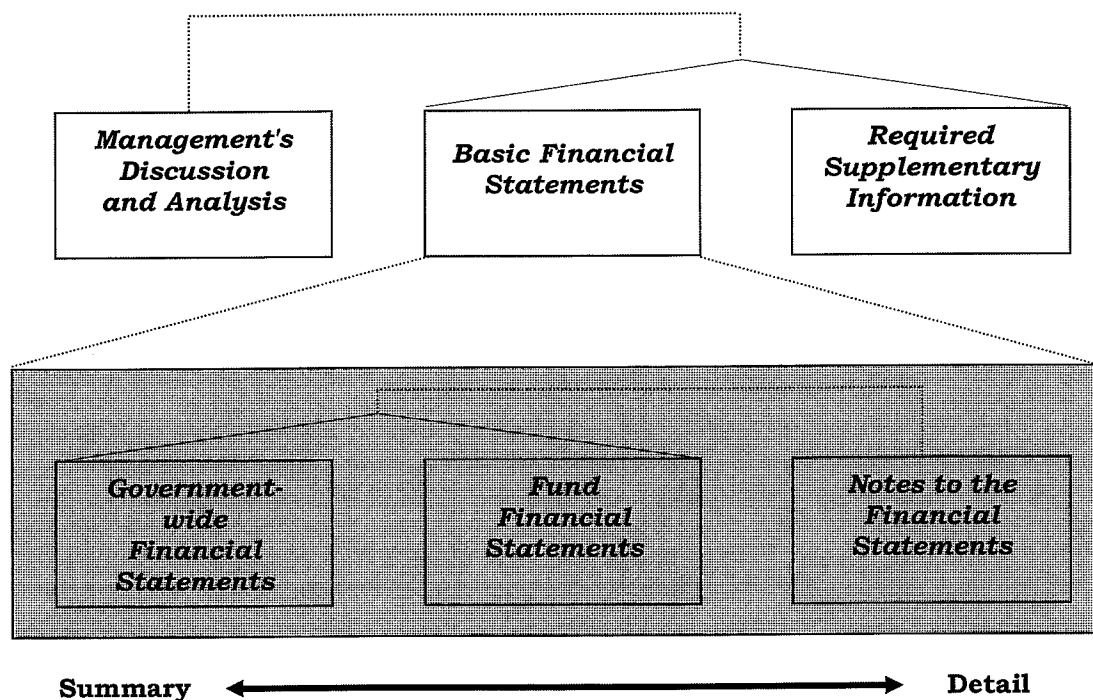 Management's
Discussion
and Analysis
Basic Financial
Statements
Required
Supplementary
Information
Government-
wide
Financial
Statements
Fund
Financial
Statements
Notes to the
Financial
Statements
Summary
Detail